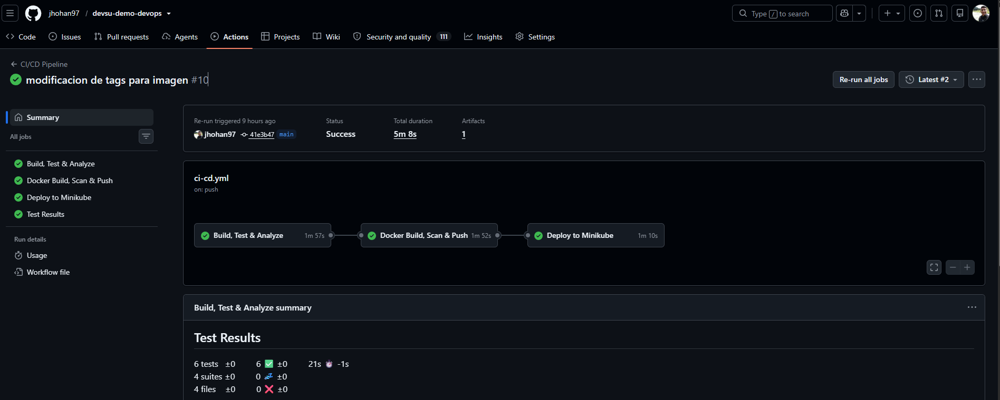 jhohan97 / devsu-demo-devops
Type / to search
Code Issues Pull requests Agents Actions Projects Wiki Security and quality 111 Insights Settings
CI/CD Pipeline
modificacion de tags para imagen #10
Re-run all jobs Latest #2
Summary
All jobs
Build, Test & Analyze
Docker Build, Scan & Push
Deploy to Minikube
Test Results
Run details
Usage
Workflow file
Re-run triggered 9 hours ago Status Total duration Artifacts
jhohan97 41e3b47 main Success 5m 8s 1
ci-cd.yml
on: push
Build, Test & Analyze 1m 57s Docker Build, Scan & Push 1m 52s Deploy to Minikube 1m 10s
Build, Test & Analyze summary
Test Results
6 tests ±0 6 ✅ ±0 21s ⏱️ -1s
4 suites ±0 0 💤 ±0
4 files ±0 0 ❌ ±0